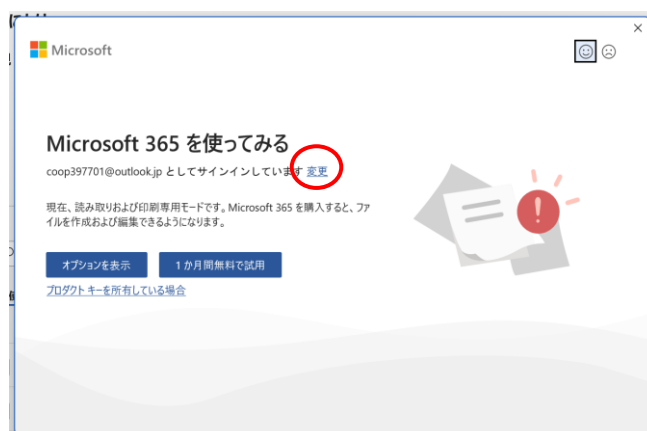 Microsoft
Microsoft 365 を使ってみる
coop397701@outlook.jp としてサインインしています 変更
現在、読み取りおよび印刷専用モードです。Microsoft 365 を購入すると、ファ
イルを作成および編集できるようになります。
オプションを表示
1 か月間無料で試用
プロダクト キーを所有している場合